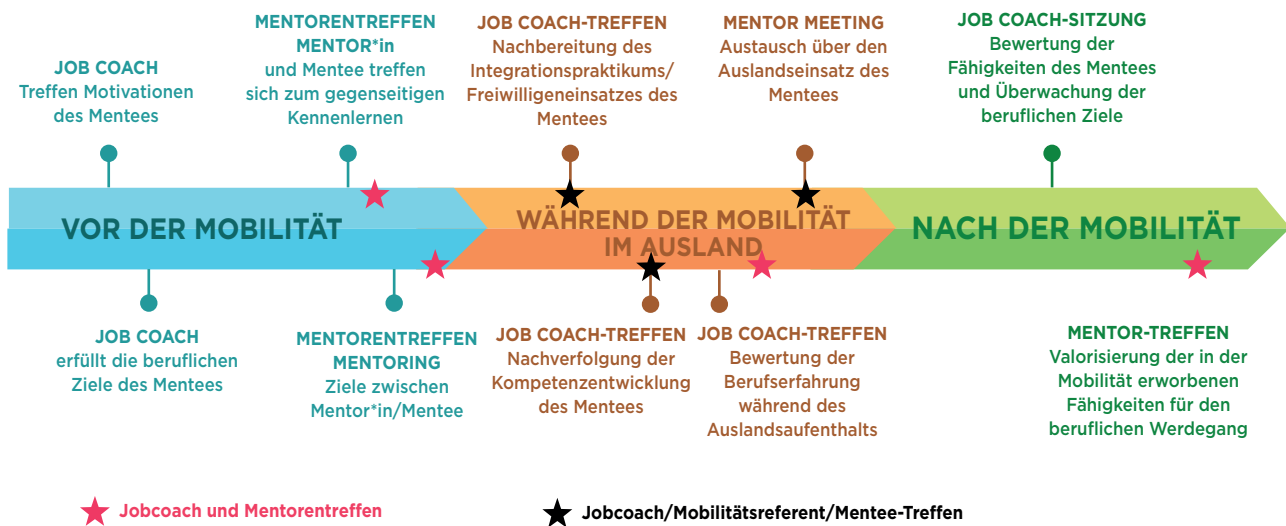 JOB COACH
Treffen Motivationen
des Mentees
MENTORENTREFFEN
MENTOR*in
und Mentee treffen
sich zum gegenseitigen
Kennenlernen
JOB COACH-TREFFEN
Nachbereitung des
Integrationspraktikums/
Freiwilligeneinsatzes des
Mentees
MENTOR MEETING
Austausch über den
Auslandseinsatz des
Mentees
JOB COACH-SITZUNG
Bewertung der
Fähigkeiten des Mentees
und Überwachung der
beruflichen Ziele
VOR DER MOBILITÄT
WÄHREND DER MOBILITÄT
IM AUSLAND
NACH DER MOBILITÄT
JOB COACH
erfüllt die beruflichen
Ziele des Mentees
MENTORENTREFFEN
MENTORING
Ziele zwischen
Mentor*in/Mentee
JOB COACH-TREFFEN
Nachverfolgung der
Kompetenzentwicklung
des Mentees
JOB COACH-TREFFEN
Bewertung der
Berufserfahrung
während des
Auslandsaufenthalts
MENTOR-TREFFEN
Valorisierung der in der
Mobilität erworbenen
Fähigkeiten für den
beruflichen Werdegang
Jobcoach und Mentorentreffen
Jobcoach/Mobilitätsreferent/Mentee-Treffen